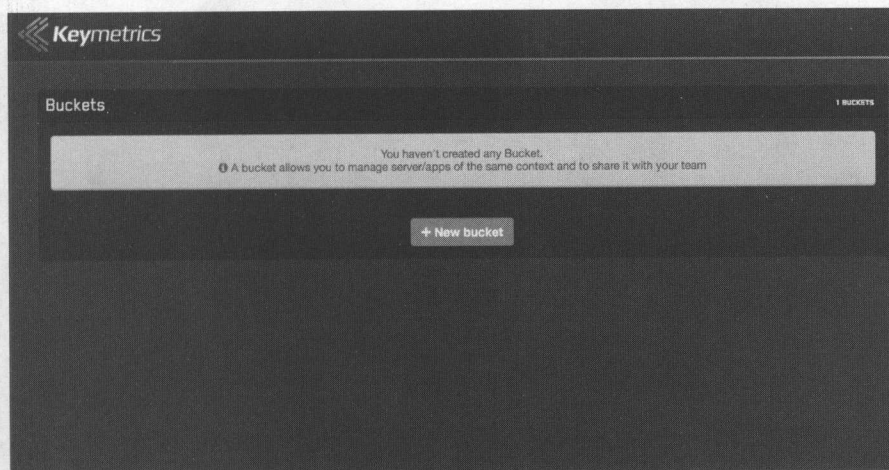 Keymetrics
Buckets
1 BUCKETS
You haven't created any Bucket.
A bucket allows you to manage server/apps of the same context and to share it with your team
+ New bucket